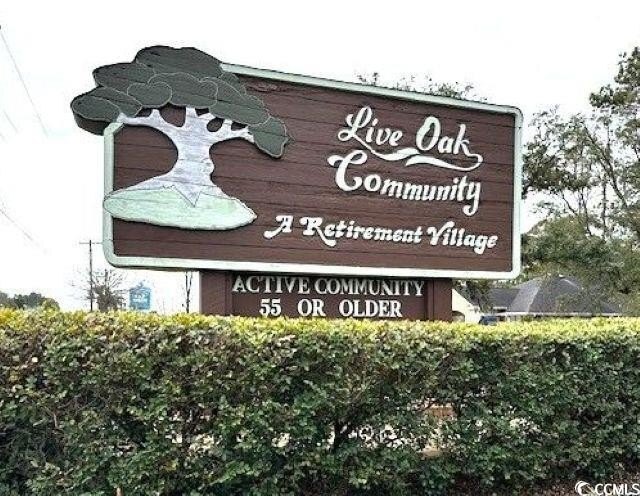 Live Oak
Community
A Retirement Village
ACTIVE COMMUNITY
55 OR OLDER
CCMLS